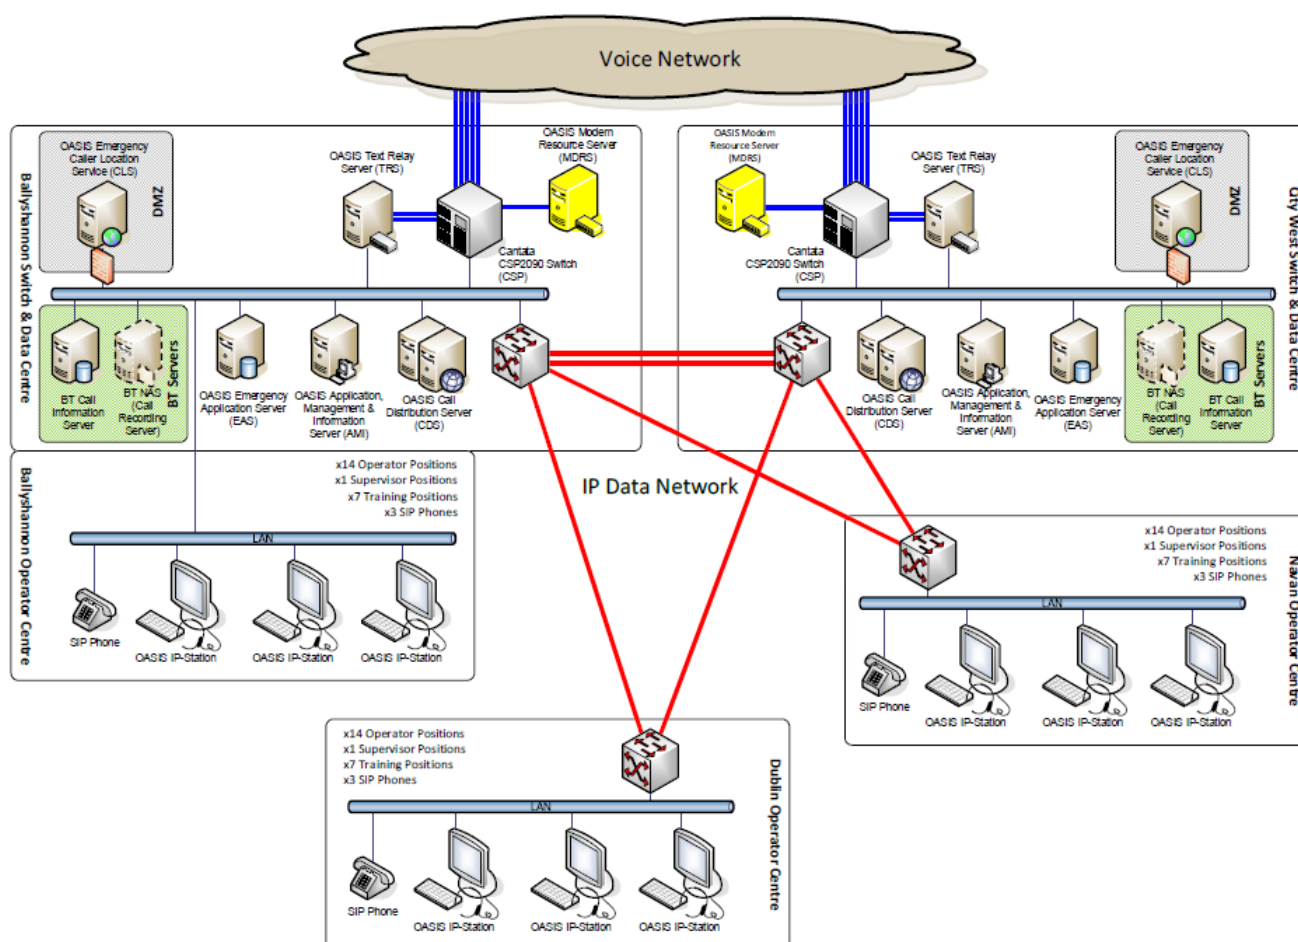 Voice Network
Ballyshannon Switch & Data Centre
OASIS Emergency
Caller Location
Service (CLS)
DMZ
OASIS Text Relay
Server (TRS)
OASIS Modem
Resource Server
(MDRS)
Cantata
CSP2090 Switch
(CSP)
BT Call
Information
Server
BT NAS
(Call
Recording
Server)
BT Servers
OASIS Emergency
Application Server
(EAS)
OASIS Application,
Management &
Information
Server (AMI)
OASIS Call
Distribution Server
(CDS)
City West Switch & Data Centre
OASIS Modem
Resource Server
(MDRS)
OASIS Text Relay
Server (TRS)
OASIS Emergency
Caller Location
Service (CLS)
DMZ
Cantata
CSP2090 Switch
(CSP)
OASIS Call
Distribution Server
(CDS)
OASIS Application,
Management &
Information
Server (AMI)
OASIS Emergency
Application Server
(EAS)
BT NAS
(Call
Recording
Server)
BT Call
Information
Server
BT Servers
IP Data Network
Ballyshannon Operator Centre
x14 Operator Positions
x1 Supervisor Positions
x7 Training Positions
x3 SIP Phones
LAN
SIP Phone
OASIS IP-Station
OASIS IP-Station
OASIS IP-Station
Navan Operator Centre
x14 Operator Positions
x1 Supervisor Positions
x7 Training Positions
x3 SIP Phones
LAN
SIP Phone
OASIS IP-Station
OASIS IP-Station
OASIS IP-Station
Dublin Operator Centre
x14 Operator Positions
x1 Supervisor Positions
x7 Training Positions
x3 SIP Phones
LAN
SIP Phone
OASIS IP-Station
OASIS IP-Station
OASIS IP-Station